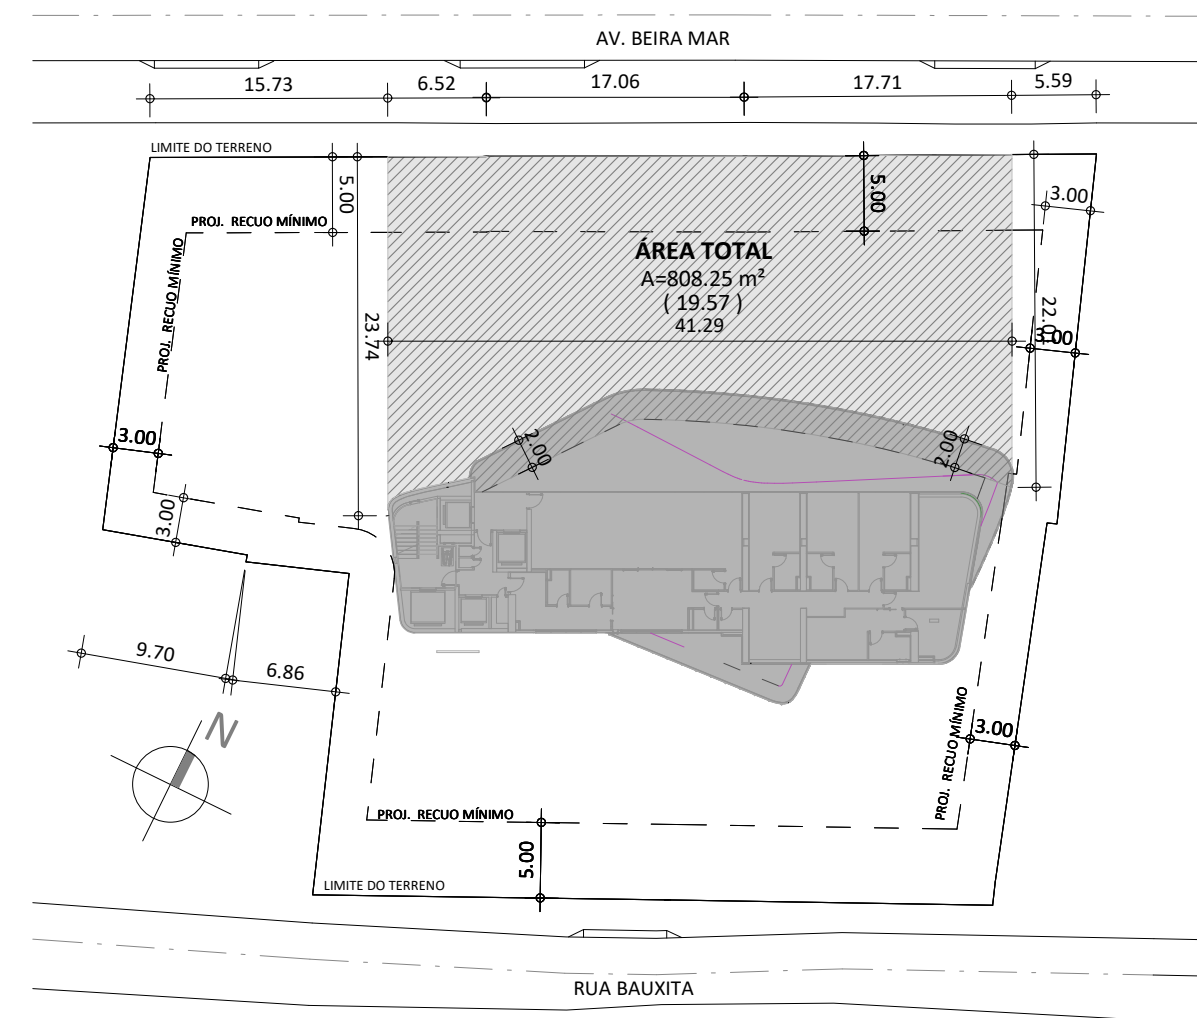 AV. BEIRA MAR
15.73
6.52
17.06
17.71
5.59
LIMITE DO TERRENO
5.00
5.00
3.00
PROJ. RECUO MÍNIMO
PROJ. RECUO MÍNIMO
ÁREA TOTAL
A=808.25 m²
( 19.57 )
41.29
23.74
3.00
3.00
2.00
2.00
3.00
9.70
6.86
N
PROJ. RECUO MÍNIMO
3.00
PROJ. RECUO MÍNIMO
5.00
LIMITE DO TERRENO
RUA BAUXITA